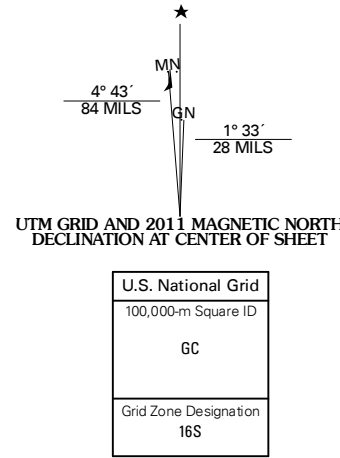 ★
MN
4° 43´
84 MILS
GN
1° 33´
28 MILS
UTM GRID AND 2011 MAGNETIC NORTH
DECLINATION AT CENTER OF SHEET
U.S. National Grid
100,000-m Square ID
GC
Grid Zone Designation
16S